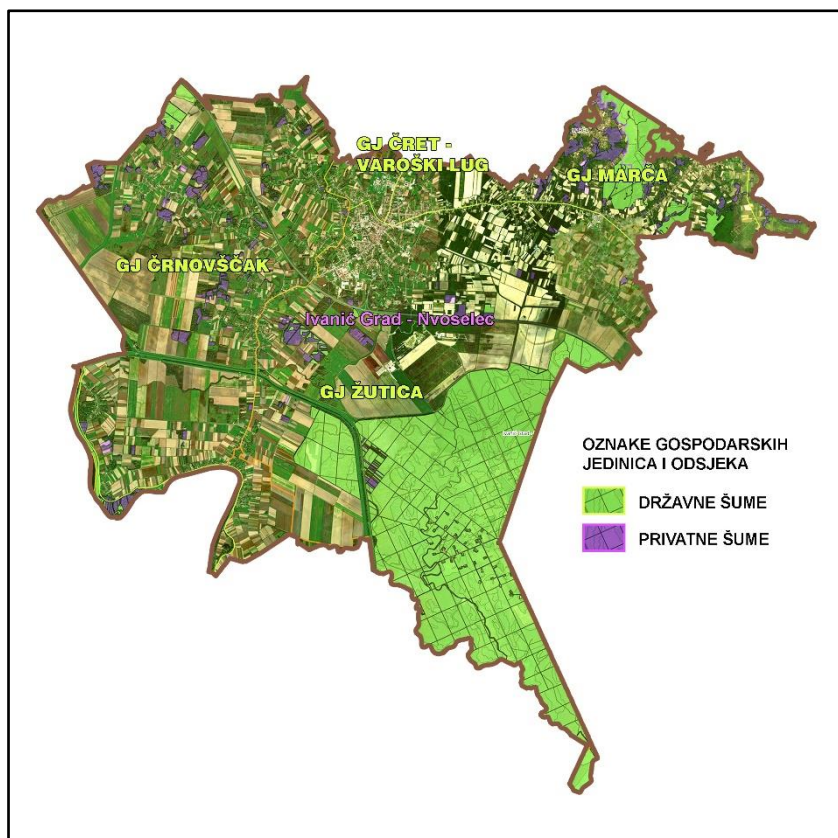 GJ ČRET -
VAROŠKI LUG
GJ MARČA
GJ ČRNOVŠČAK
Ivanić Grad - Nvoselec
GJ ŽUTICA
OZNAKE GOSPODARSKIH
JEDINICA I ODSJEKA
DRŽAVNE ŠUME
PRIVATNE ŠUME